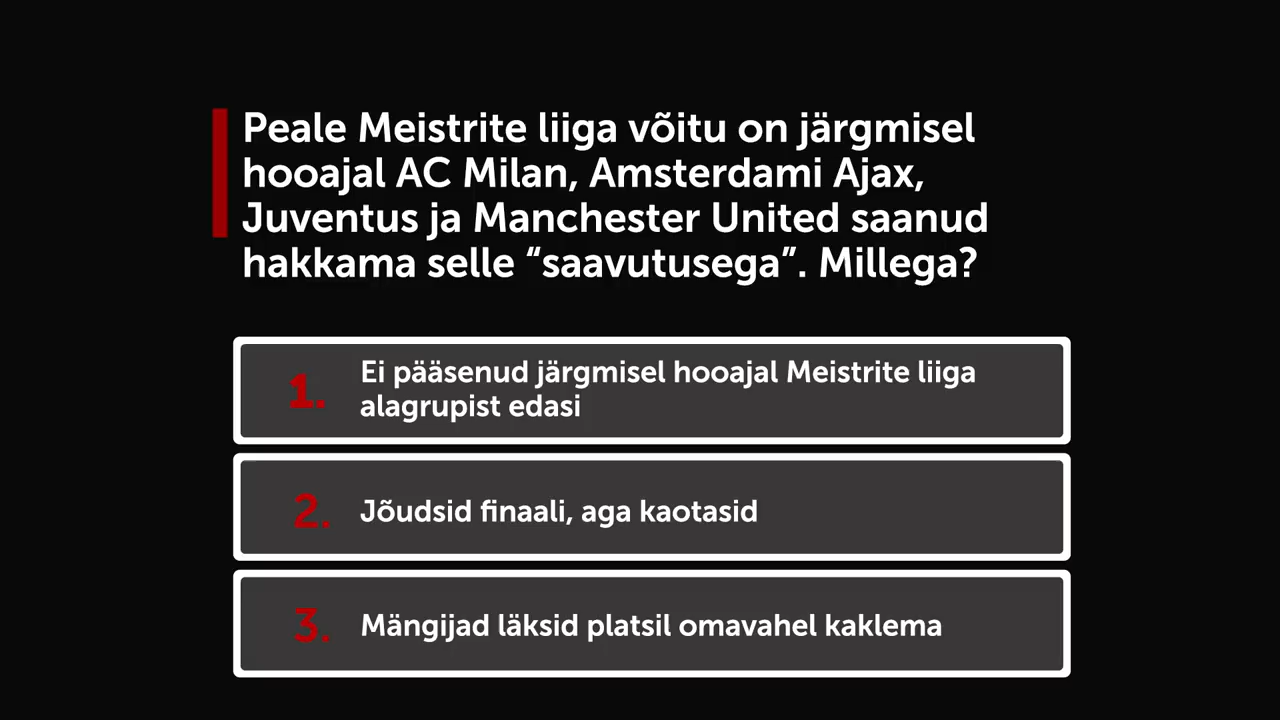 Peale Meistrite liiga võitu on järgmisel
hooajal AC Milan, Amsterdami Ajax,
Juventus ja Manchester United saanud
hakkama selle “saavutusega”. Millega?
1. Ei pääsenud järgmisel hooajal Meistrite liiga
alagrupist edasi
2. Jõudsid finaali, aga kaotasid
3. Mängijad läksid platsil omavahel kaklema